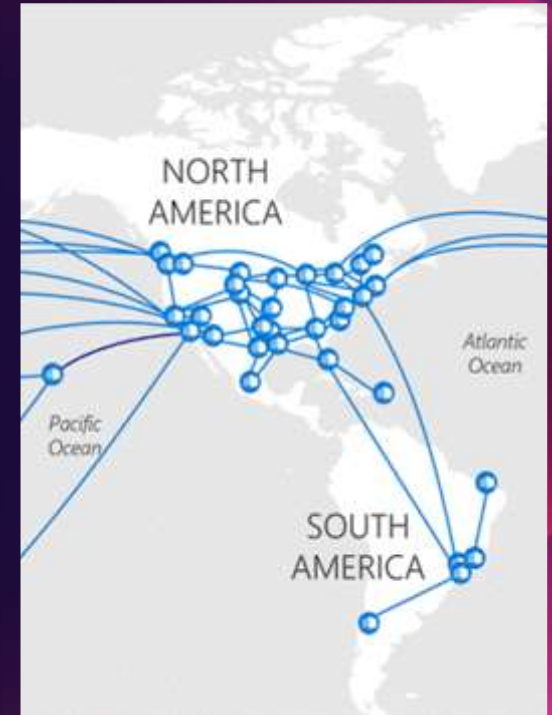 NORTH
AMERICA
Atlantic
Ocean
Pacific
Ocean
SOUTH
AMERICA